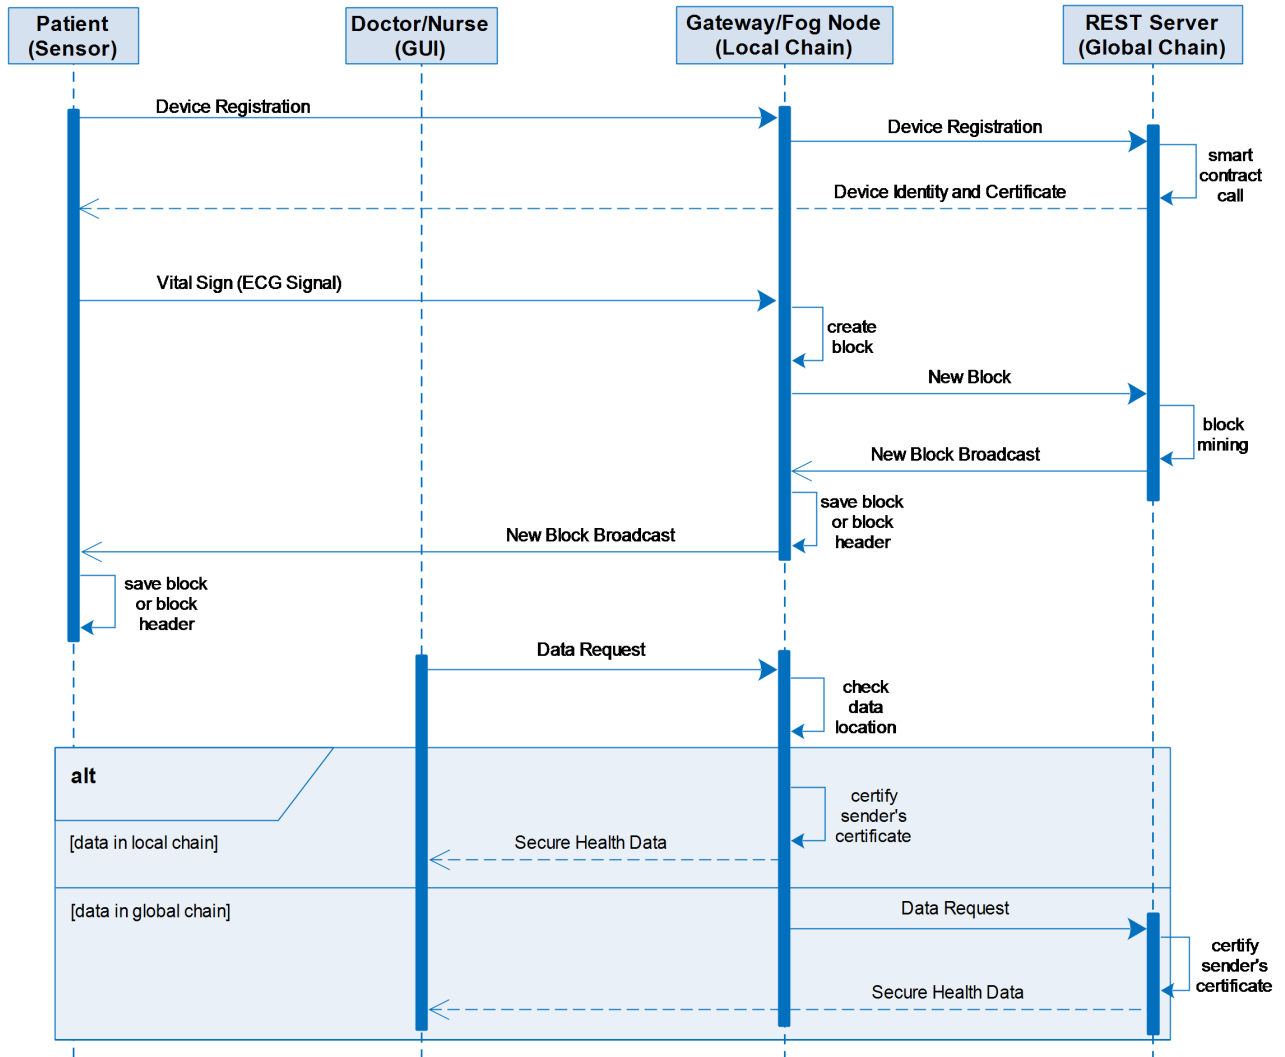 Patient
(Sensor)
Doctor/Nurse
(GUI)
Gateway/Fog Node
(Local Chain)
REST Server
(Global Chain)
Device Registration
Device Registration
smart
contract
call
Device Identity and Certificate
Vital Sign (ECG Signal)
create
block
New Block
block
mining
New Block Broadcast
save block
or block
header
New Block Broadcast
save block
or block
header
Data Request
check
data
location
alt
certify
sender's
certificate
[data in local chain]
Secure Health Data
[data in global chain]
Data Request
certify
sender's
certificate
Secure Health Data